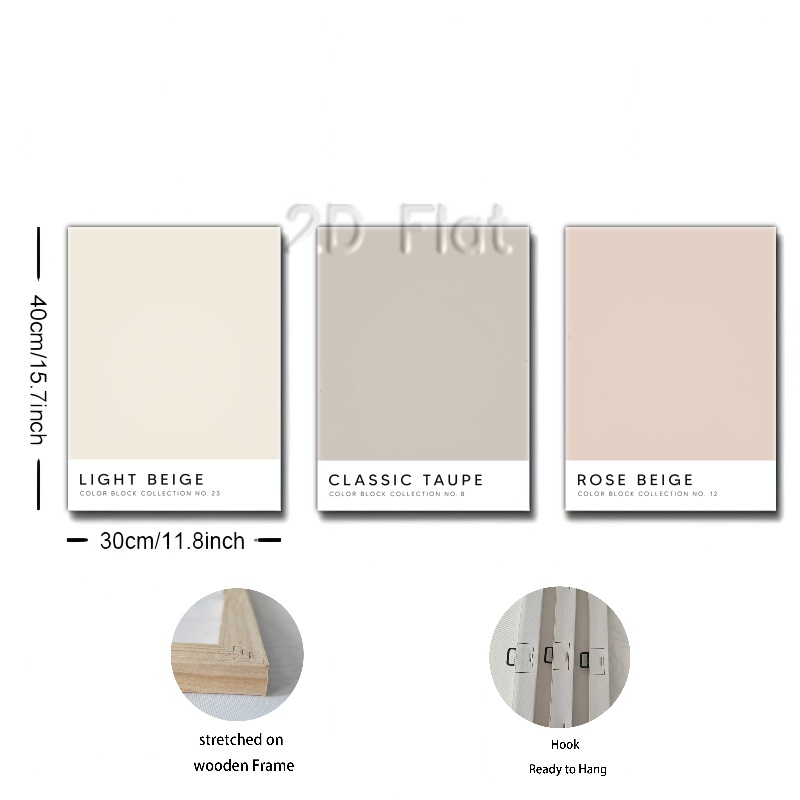 2.D Flat
40cm/15.7inch
LIGHT BEIGE
COLOR BLOCK COLLECTION NO. 23
CLASSIC TAUPE
COLOR BLOCK COLLECTION NO. 8
ROSE BEIGE
COLOR BLOCK COLLECTION NO. 12
30cm/11.8inch
stretched on
wooden Frame
Hook
Ready to Hang